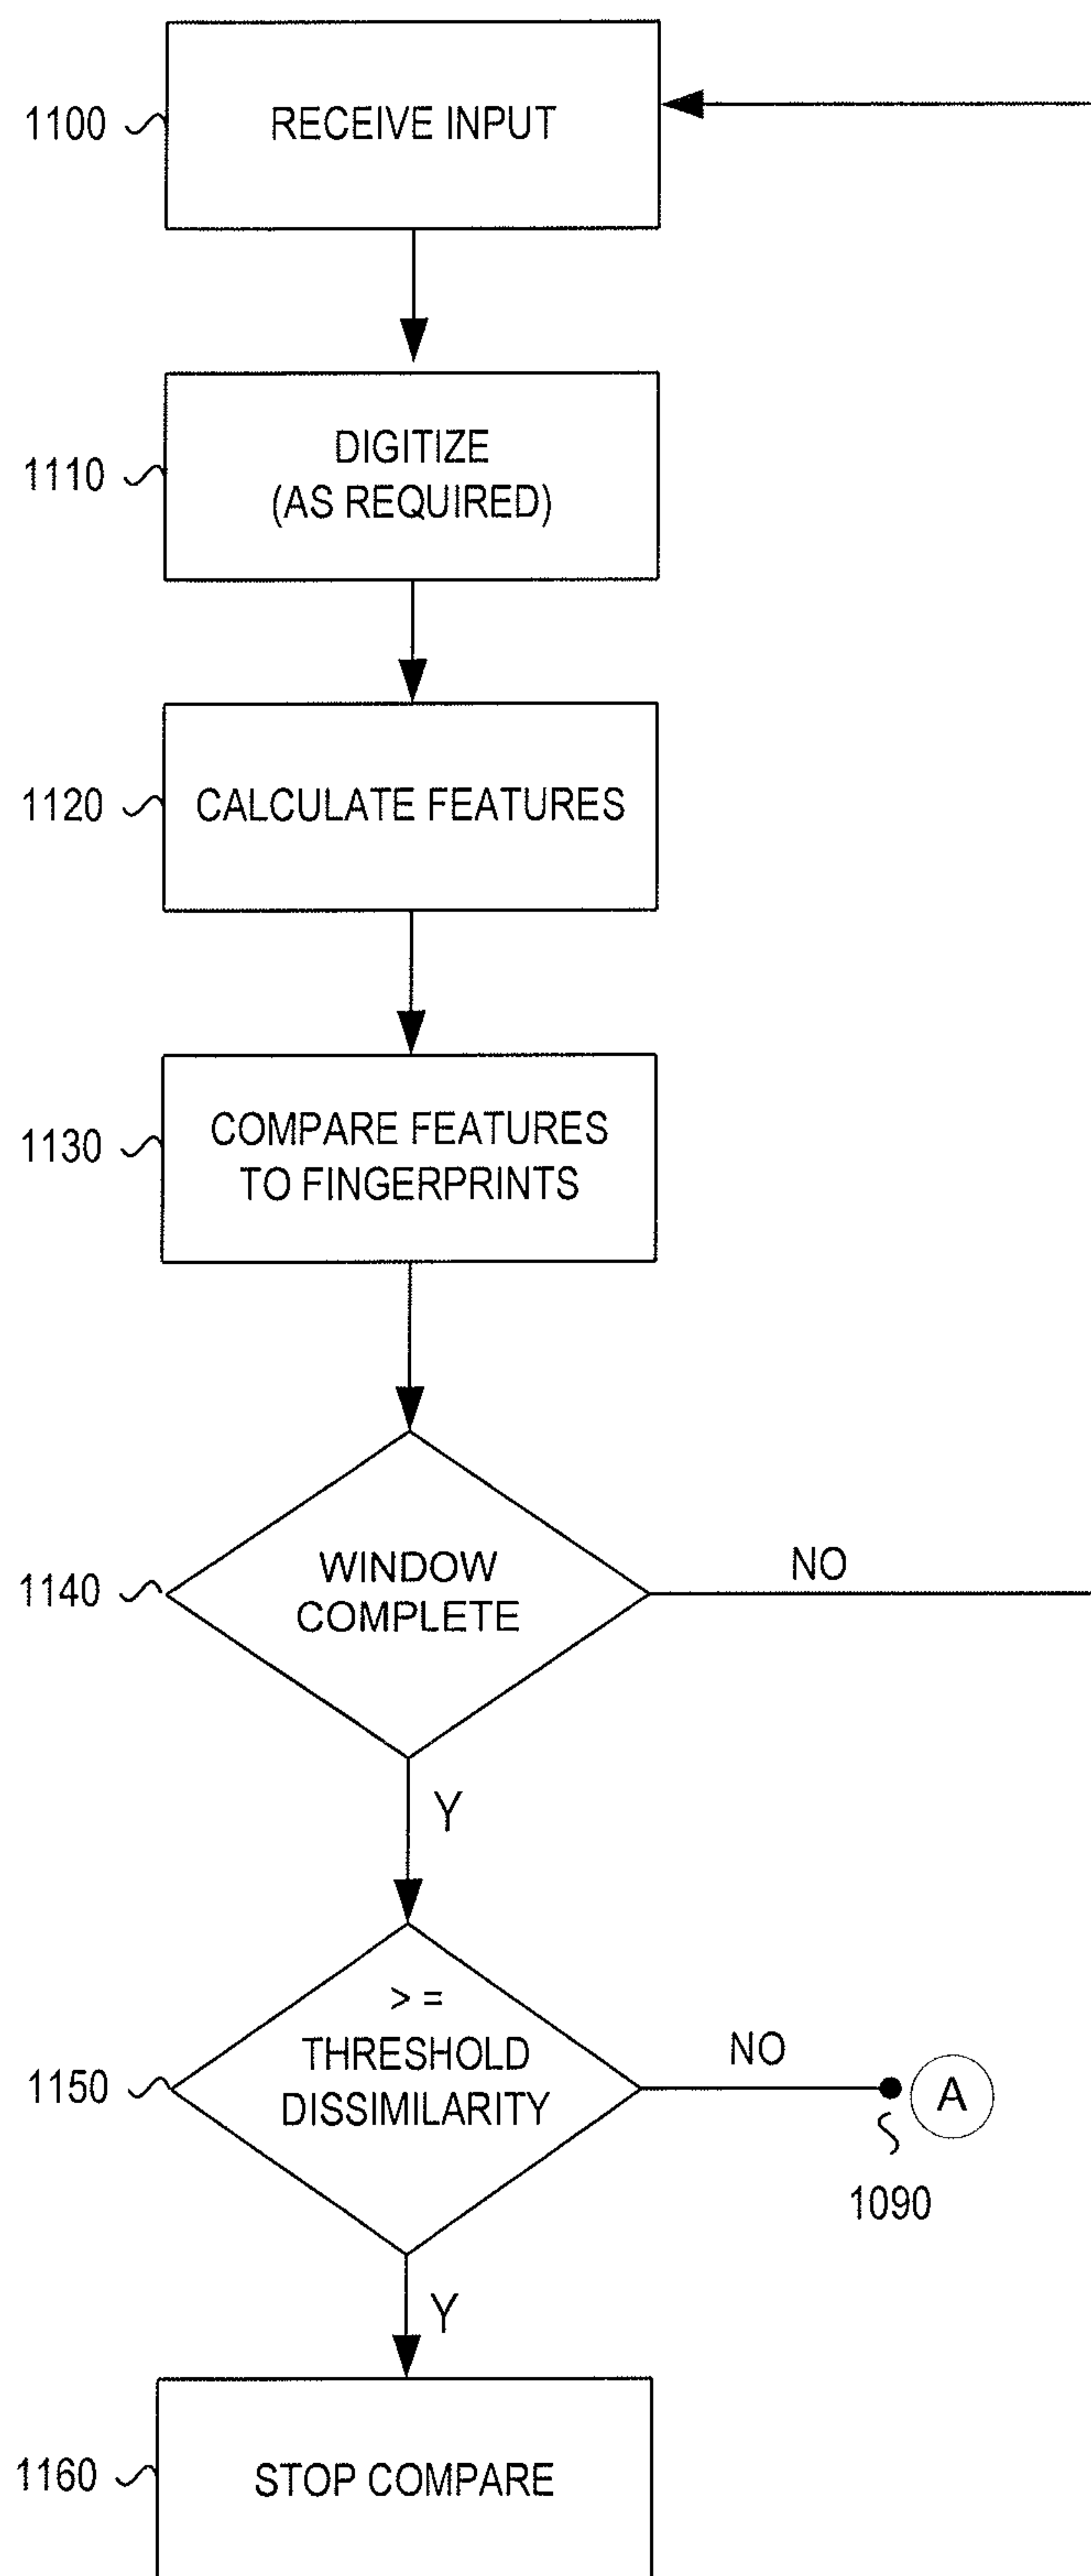 1100
RECEIVE INPUT
1110
DIGITIZE
(AS REQUIRED)
1120
CALCULATE FEATURES
1130
COMPARE FEATURES
TO FINGERPRINTS
1140
WINDOW
COMPLETE
NO
Y
1150
> =
THRESHOLD
DISSIMILARITY
NO
A
1090
Y
1160
STOP COMPARE